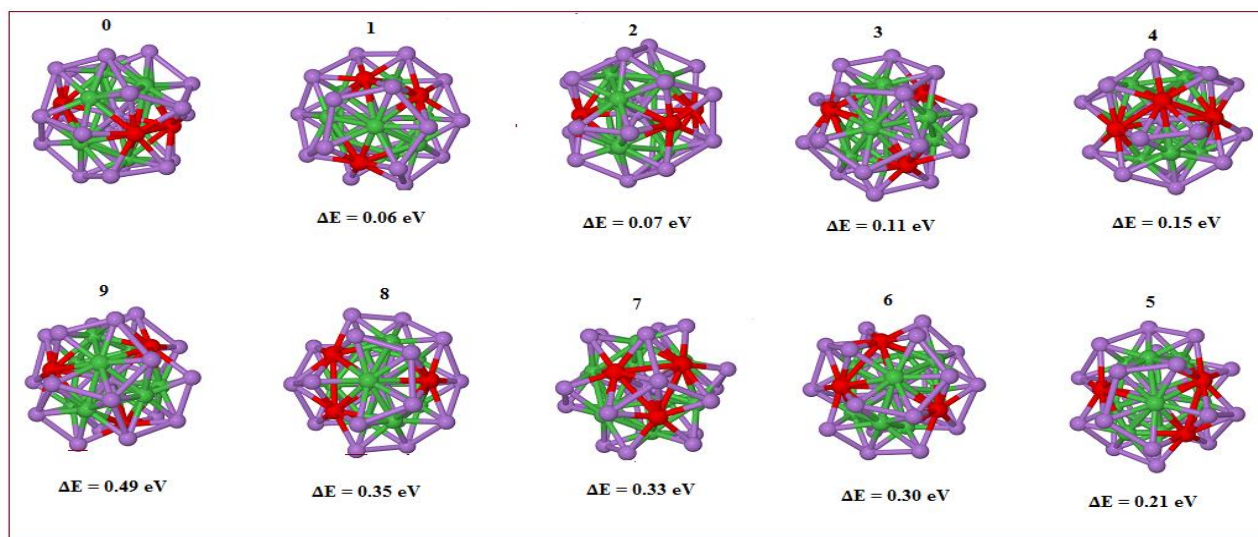 0
1
2
3
4
ΔE = 0.06 eV
ΔE = 0.07 eV
ΔE = 0.11 eV
ΔE = 0.15 eV
9
8
7
6
5
ΔE = 0.49 eV
ΔE = 0.35 eV
ΔE = 0.33 eV
ΔE = 0.30 eV
ΔE = 0.21 eV